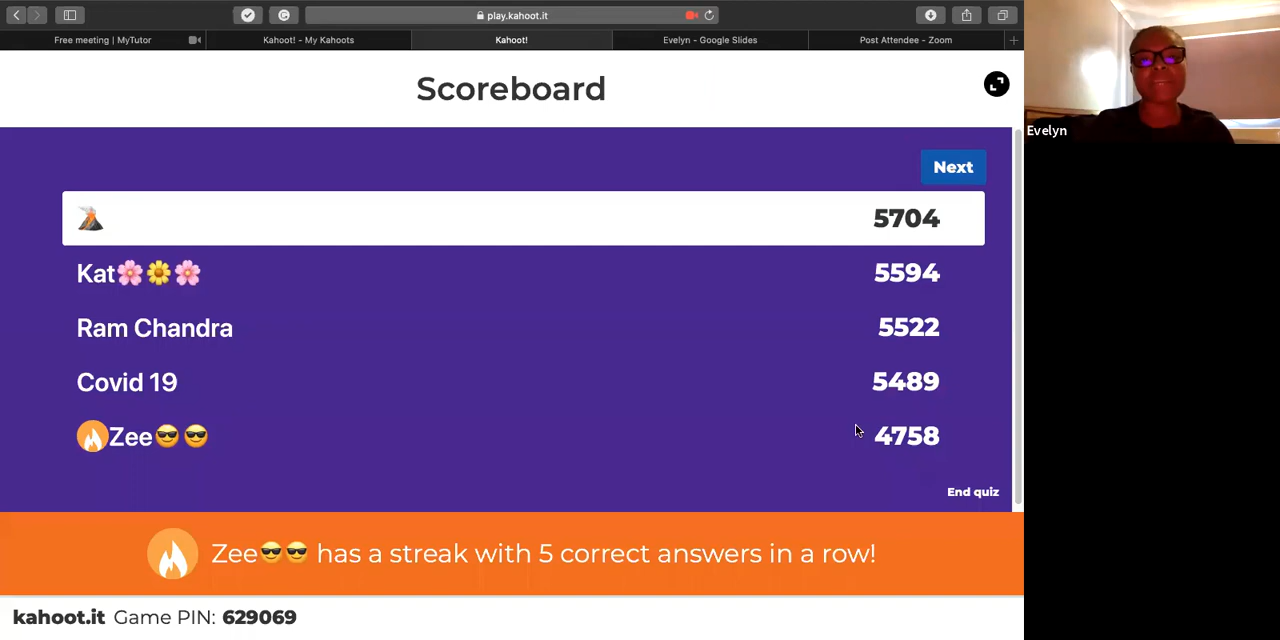 play.kahoot.it
Free meeting | MyTutor
Kahoot! - My Kahoots
Kahoot!
Evelyn - Google Slides
Post Attendee - Zoom
Scoreboard
Evelyn
Next
🌋 5704
Kat🌸🌼🌸 5594
Ram Chandra 5522
Covid 19 5489
Zee😎😎 4758
End quiz
Zee😎😎 has a streak with 5 correct answers in a row!
kahoot.it Game PIN: 629069